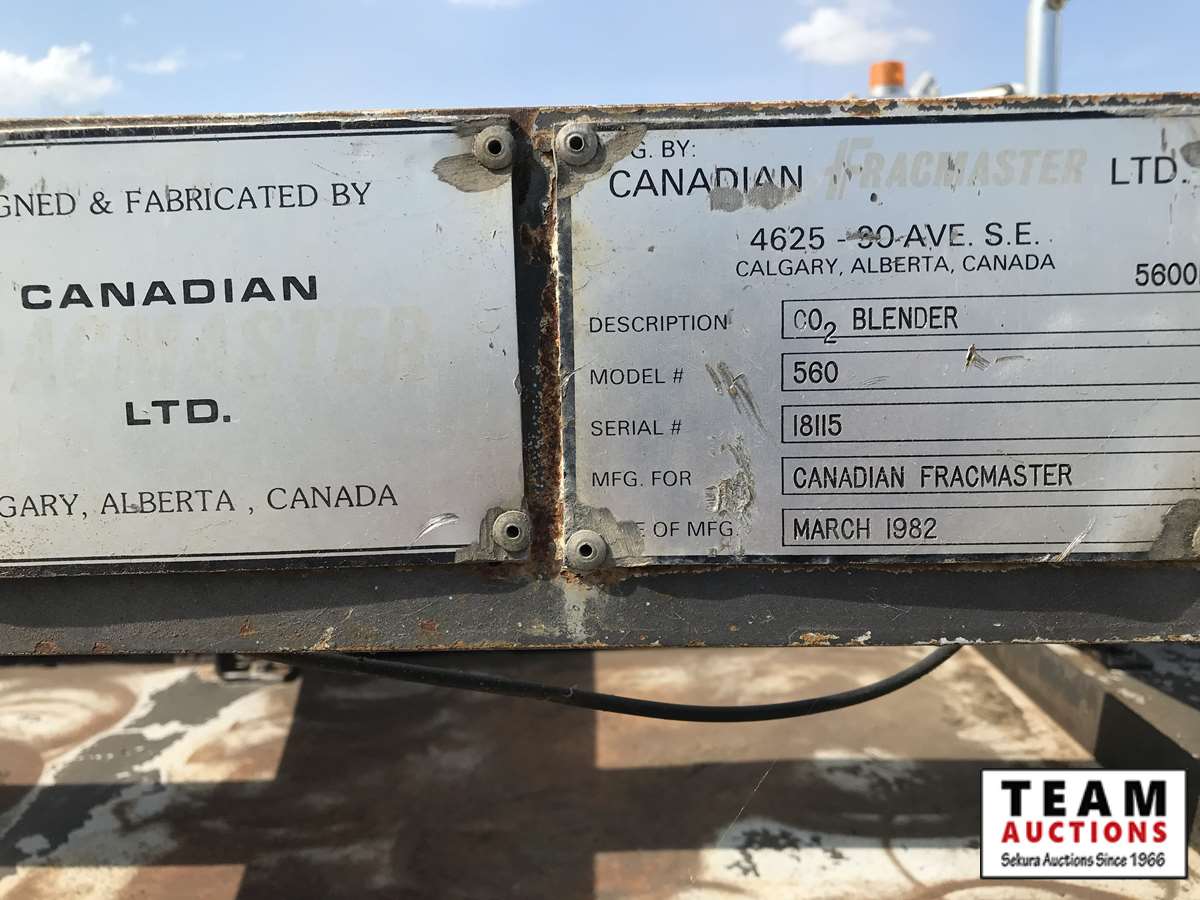 GNED & FABRICATED BY
CANADIAN
ACMASTER
LTD.
GARY, ALBERTA , CANADA
G. BY:
CANADIAN FRACMASTER LTD.
4625 - 90 AVE. S.E.
CALGARY, ALBERTA, CANADA
5600
DESCRIPTION CO2 BLENDER
MODEL # 560
SERIAL # 18115
MFG. FOR CANADIAN FRACMASTER
E OF MFG. MARCH 1982
TEAM
AUCTIONS
Sekura Auctions Since 1966